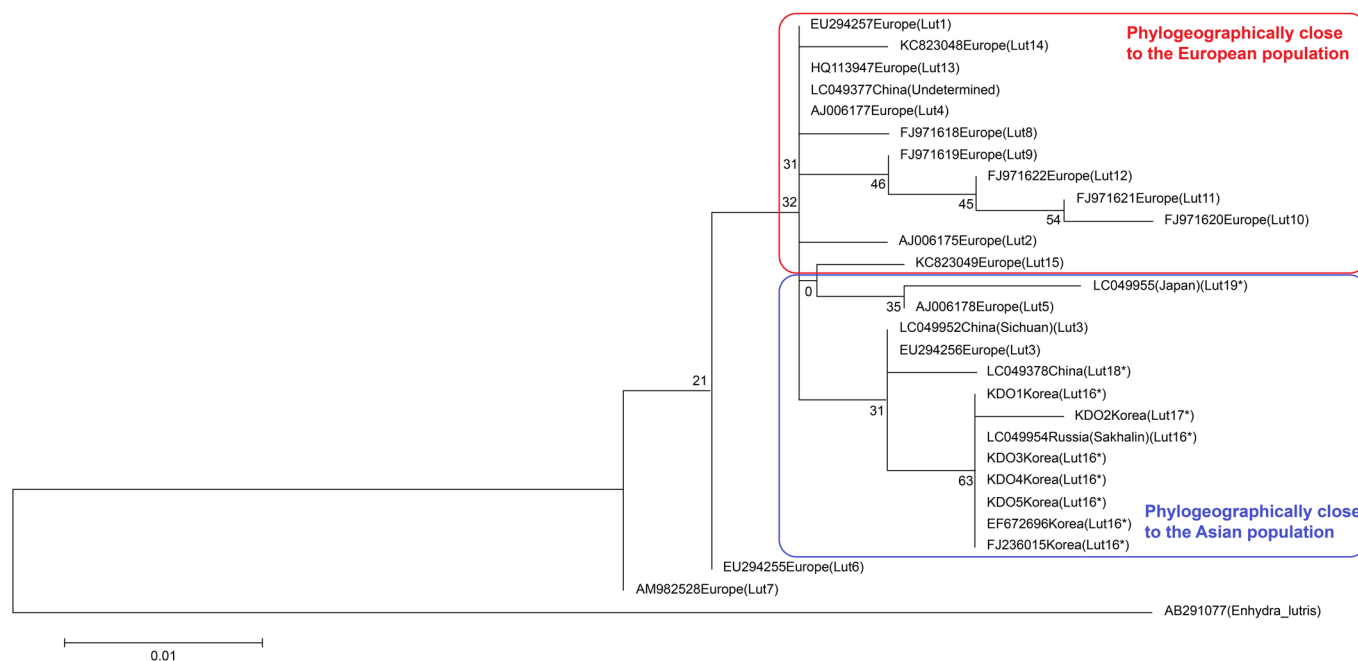 EU294257Europe(Lut1)
Phylogeographically close
to the European population
KC823048Europe(Lut14)
HQ113947Europe(Lut13)
LC049377China(Undetermined)
AJ006177Europe(Lut4)
FJ971618Europe(Lut8)
FJ971619Europe(Lut9)
31
FJ971622Europe(Lut12)
46
FJ971621Europe(Lut11)
32
45
FJ971620Europe(Lut10)
54
AJ006175Europe(Lut2)
KC823049Europe(Lut15)
LC049955(Japan)(Lut19*)
0
35
AJ006178Europe(Lut5)
LC049952China(Sichuan)(Lut3)
EU294256Europe(Lut3)
LC049378China(Lut18*)
21
KDO1Korea(Lut16*)
31
KDO2Korea(Lut17*)
LC049954Russia(Sakhalin)(Lut16*)
KDO3Korea(Lut16*)
63
KDO4Korea(Lut16*)
KDO5Korea(Lut16*)
Phylogeographically close
to the Asian population
EF672696Korea(Lut16*)
FJ236015Korea(Lut16*)
EU294255Europe(Lut6)
AM982528Europe(Lut7)
AB291077(Enhydra_lutris)
0.01